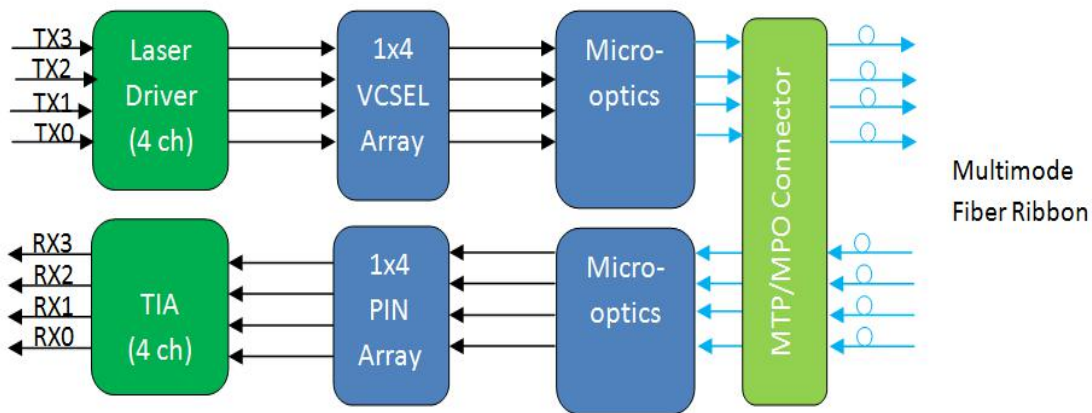 TX3
TX2
TX1
TX0
Laser
Driver
(4 ch)
1x4
VCSEL
Array
Micro-
optics
MTP/MPO Connector
Multimode
Fiber Ribbon
RX3
RX2
RX1
RX0
TIA
(4 ch)
1x4
PIN
Array
Micro-
optics